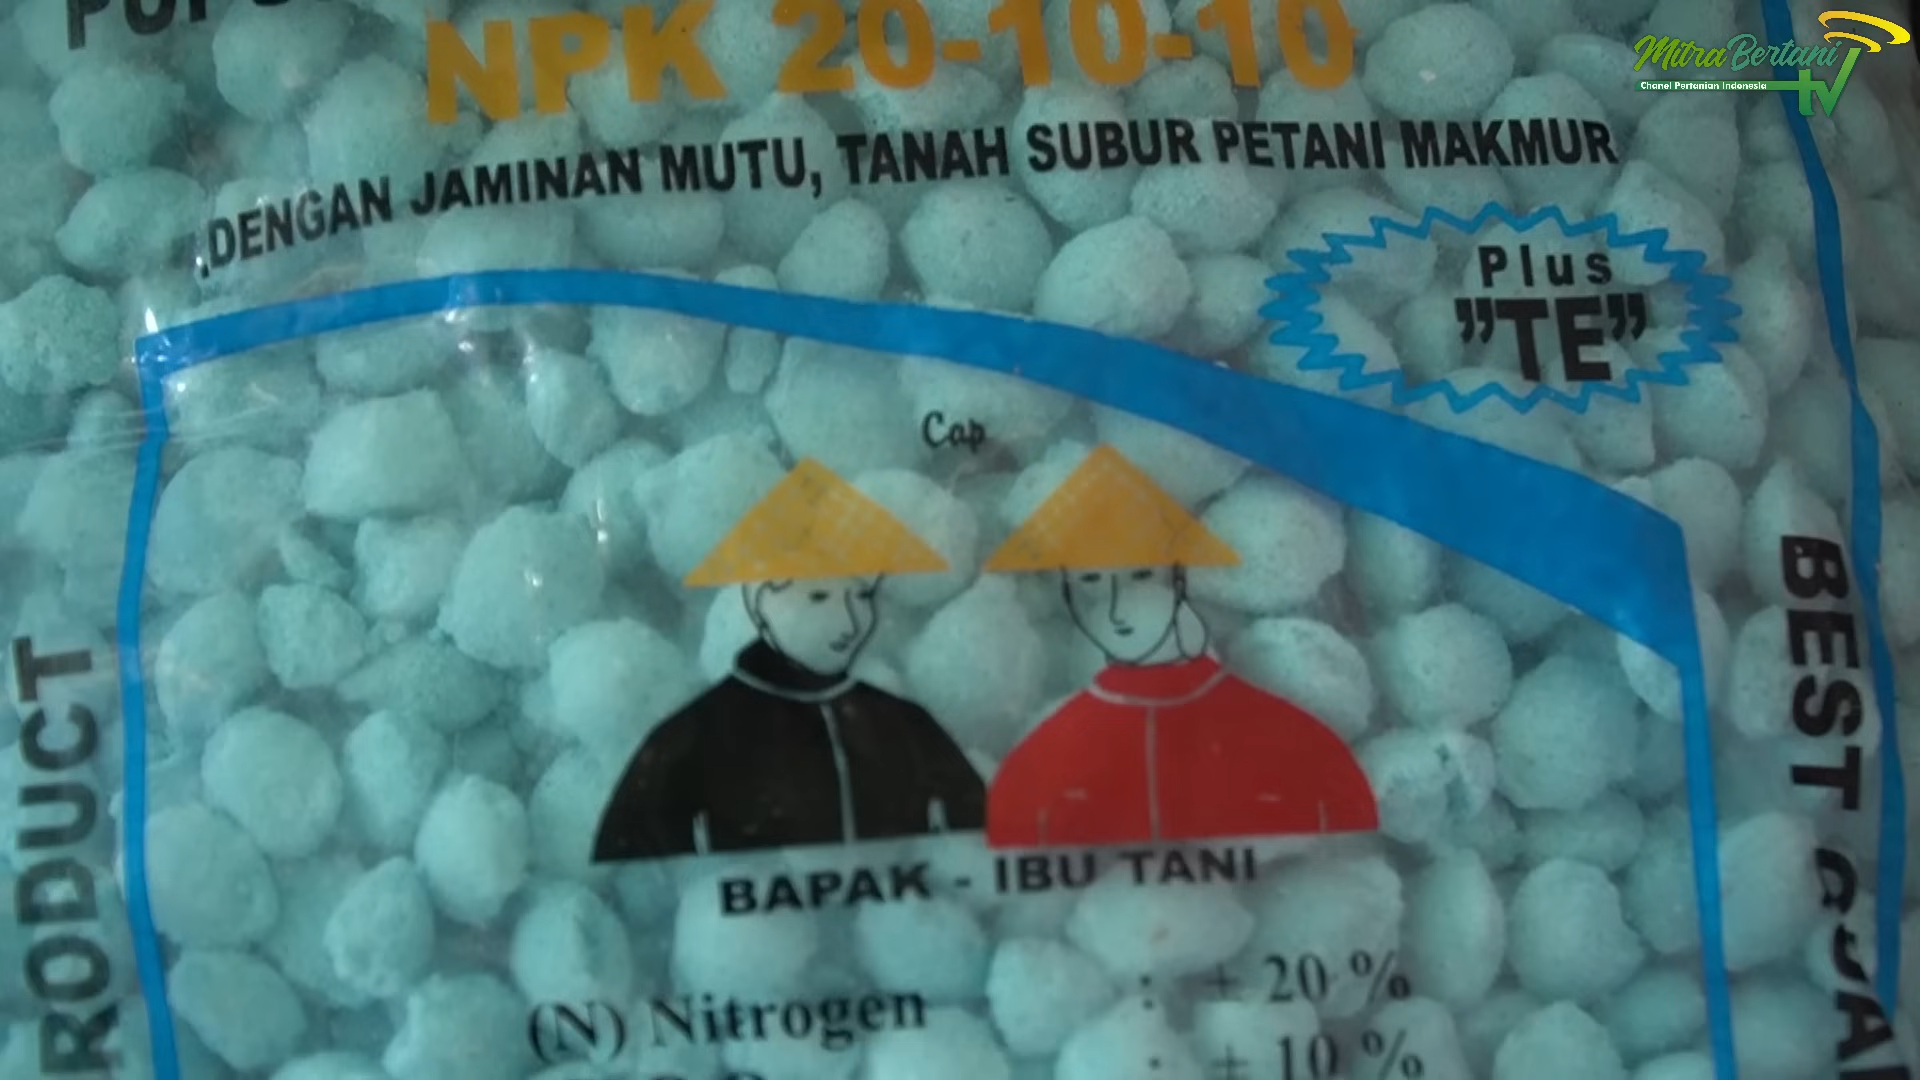 NPK 20-10-10
DENGAN JAMINAN MUTU, TANAH SUBUR PETANI MAKMUR
Mitra Bertani
TV
Chanel Pertanian Indonesia
Plus
"TE"
Cap
BAPAK - IBU TANI
(N) Nitrogen : ± 20 %
: ± 10 %
BEST